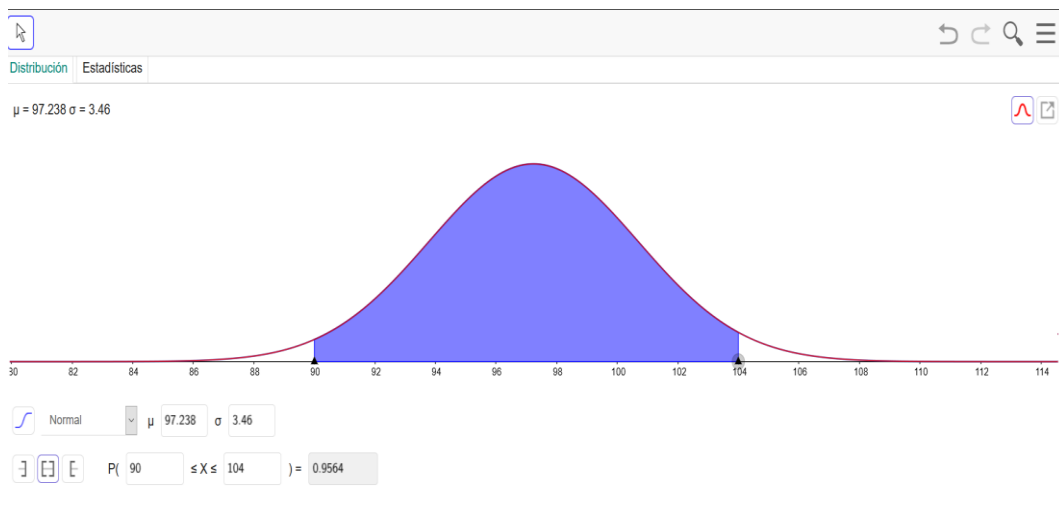 Distribución Estadísticas
μ = 97.238 σ = 3.46
80 82 84 86 88 90 92 94 96 98 100 102 104 106 108 110 112 114
Normal μ 97.238 σ 3.46
P( 90 ≤ X ≤ 104 ) = 0.9564